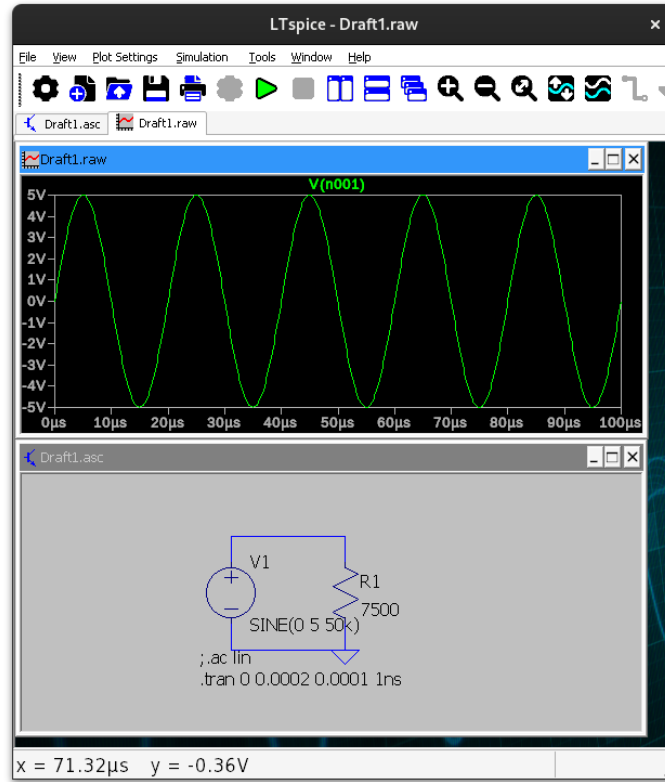 LTspice - Draft1.raw ×
File View Plot Settings Simulation Tools Window Help
Draft1.asc Draft1.raw
Draft1.raw
V(n001)
5V
4V
3V
2V
1V
0V
-1V
-2V
-3V
-4V
-5V
0µs 10µs 20µs 30µs 40µs 50µs 60µs 70µs 80µs 90µs 100µs
Draft1.asc
V1
R1
7500
SINE(0 5 50k)
;.ac lin
.tran 0 0.0002 0.0001 1ns
x = 71.32µs y = -0.36V